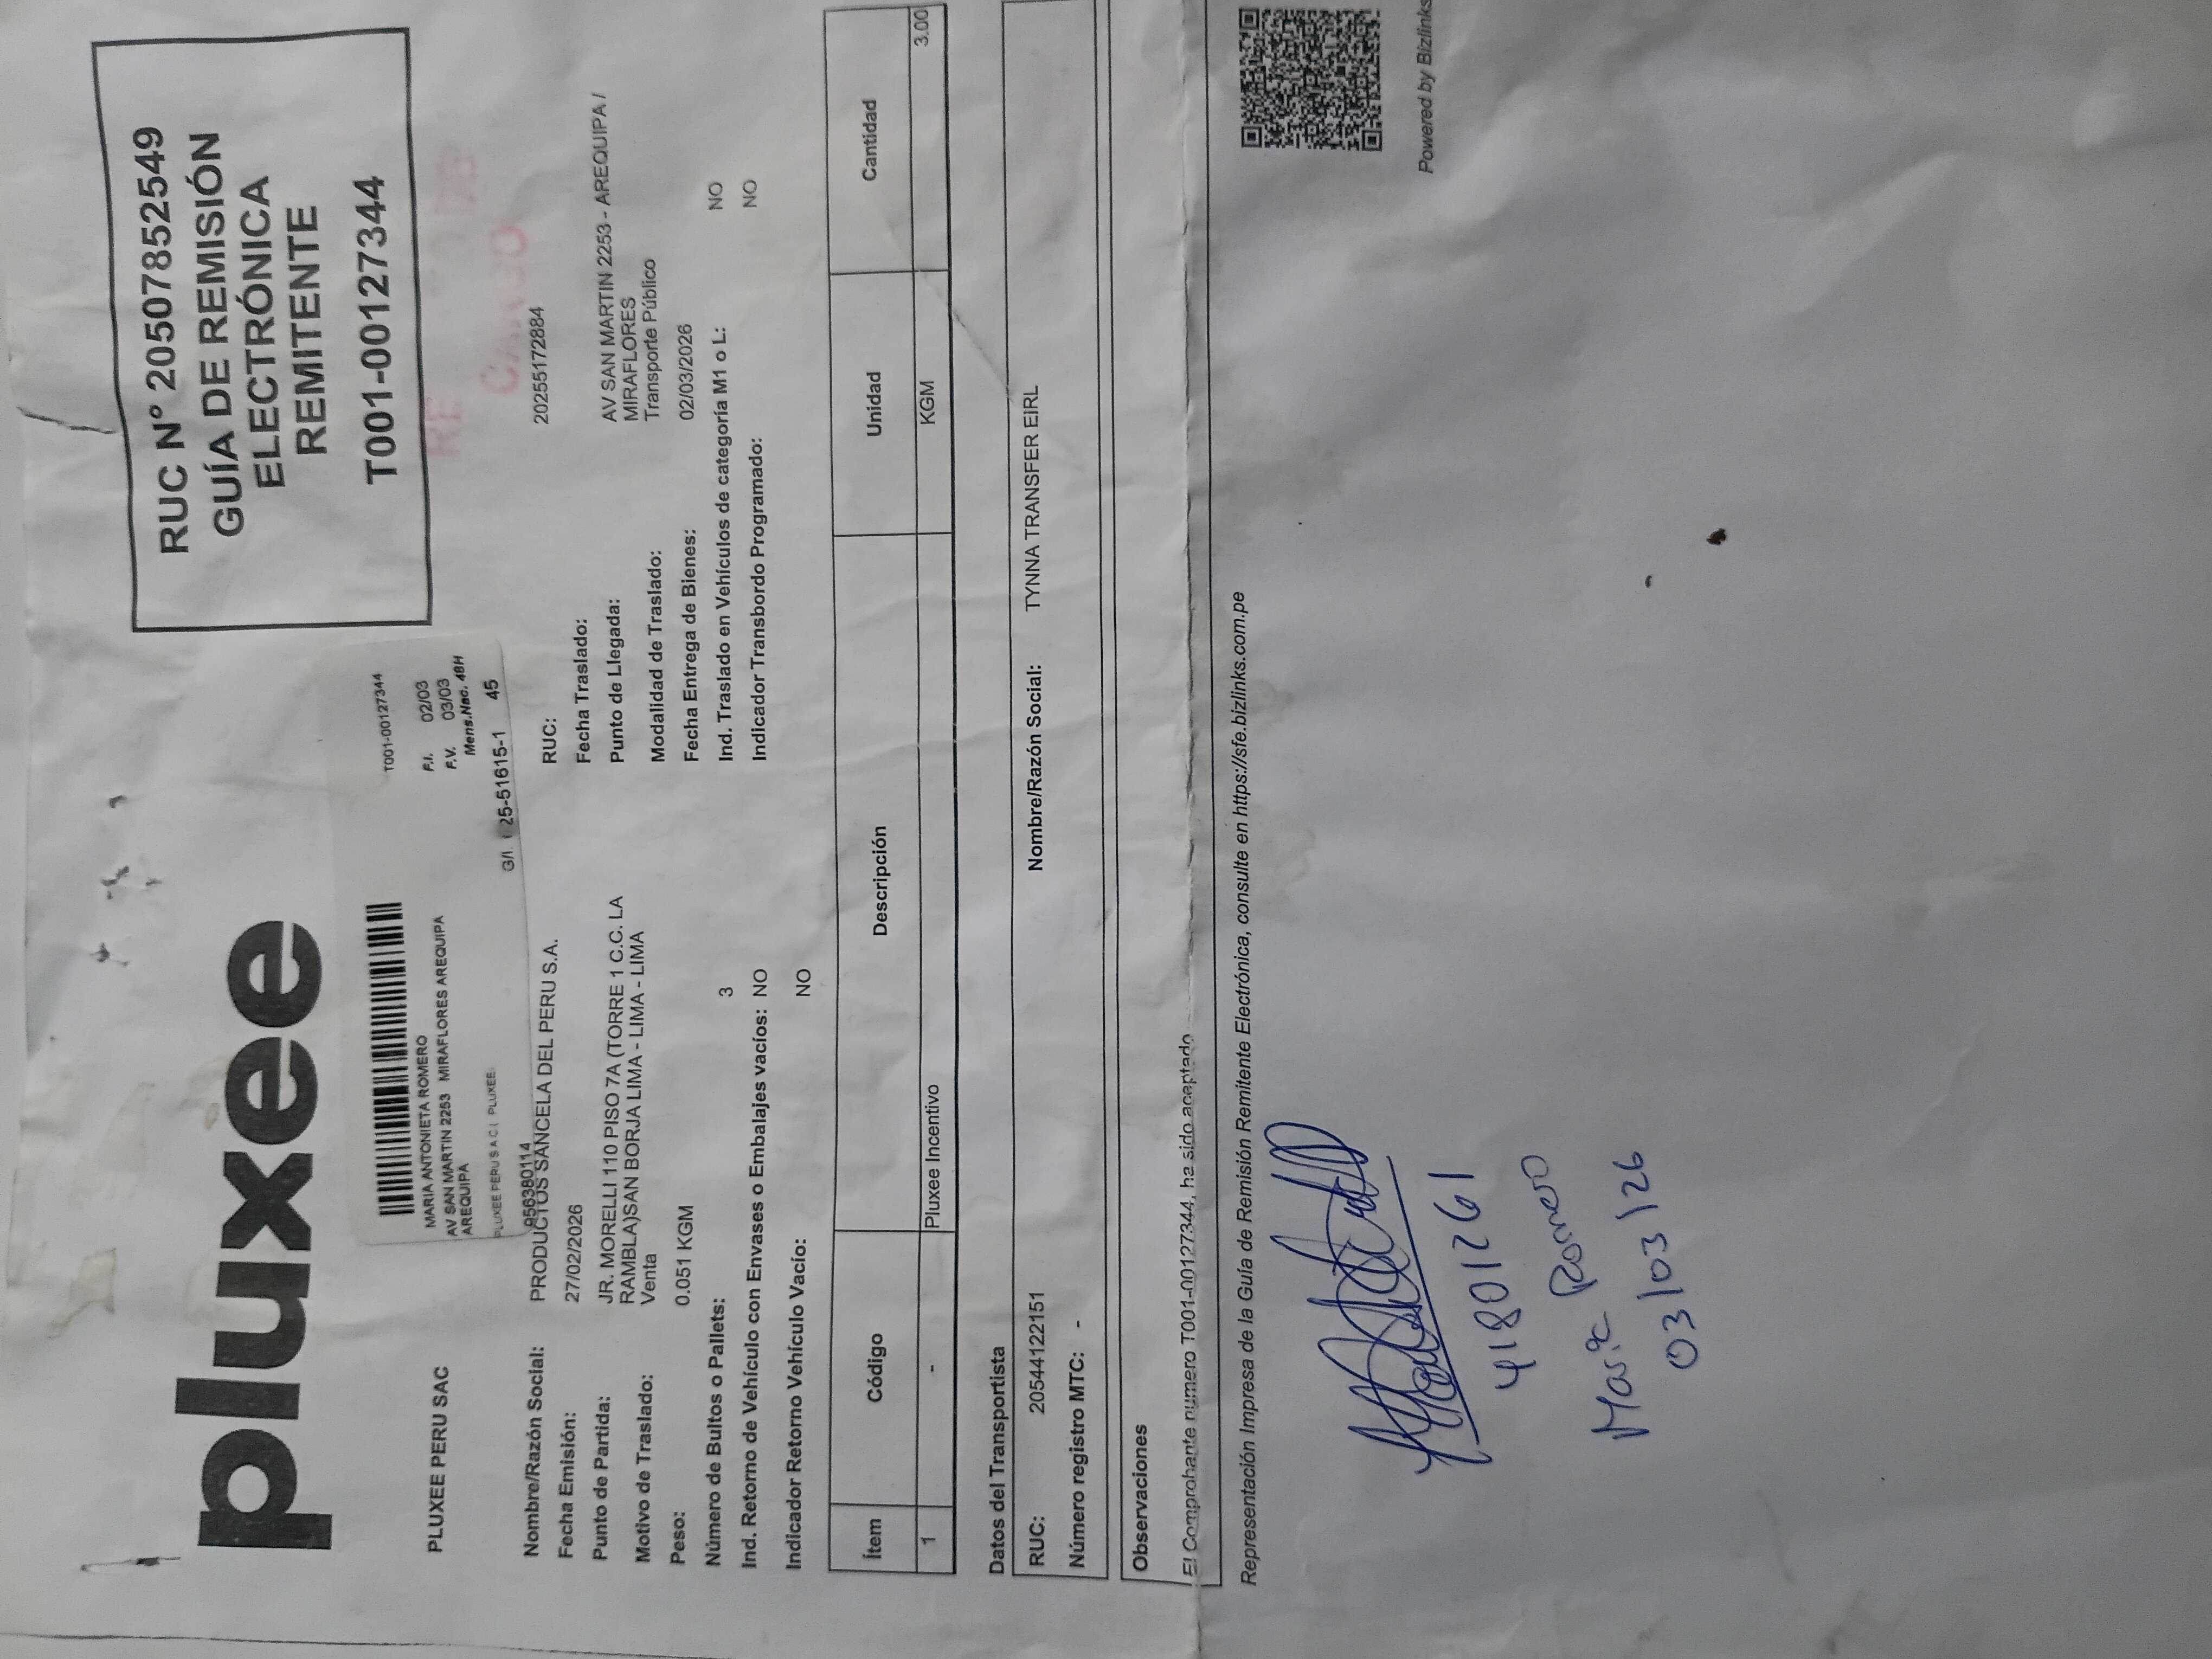 pluxee
RUC N° 20507852549
GUÍA DE REMISIÓN
ELECTRÓNICA
REMITENTE
T001-00127344
PLUXEE PERU SAC
T001-00127344
MARIA ANTONIETA ROMERO
F.I. 02/03
AV SAN MARTIN 2253 MIRAFLORES AREQUIPA
F.V. 03/03
AREQUIPA
Mens.Nac. 48H
PLUXEE PERU S A C | PLUXEE
G/I 25-51615-1 45
956380114
RE
CARGO
Nombre/Razón Social: PRODUCTOS SANCELA DEL PERU S.A.
RUC: 20255172884
Fecha Emisión: 27/02/2026
Fecha Traslado:
Punto de Partida: JR. MORELLI 110 PISO 7A (TORRE 1 C.C. LA
RAMBLA)SAN BORJA LIMA - LIMA - LIMA
Punto de Llegada: AV SAN MARTIN 2253 - AREQUIPA /
MIRAFLORES
Motivo de Traslado: Venta
Modalidad de Traslado: Transporte Público
Peso: 0.051 KGM
Fecha Entrega de Bienes: 02/03/2026
Número de Bultos o Pallets: 3
Ind. Traslado en Vehículos de categoría M1 o L: NO
Ind. Retorno de Vehículo con Envases o Embalajes vacíos: NO
Indicador Transbordo Programado: NO
Indicador Retorno Vehículo Vacío: NO
Ítem Código Descripción Unidad Cantidad
1 - Pluxee Incentivo KGM 3.00
Datos del Transportista
RUC: 20544122151 Nombre/Razón Social: TYNNA TRANSFER EIRL
Número registro MTC: -
Observaciones
El Comprobante numero T001-00127344, ha sido aceptado
Representación Impresa de la Guía de Remisión Remitente Electrónica, consulte en https://sfe.bizlinks.com.pe
Powered by Bizlinks
41801261
Maria Romero
03/03/26